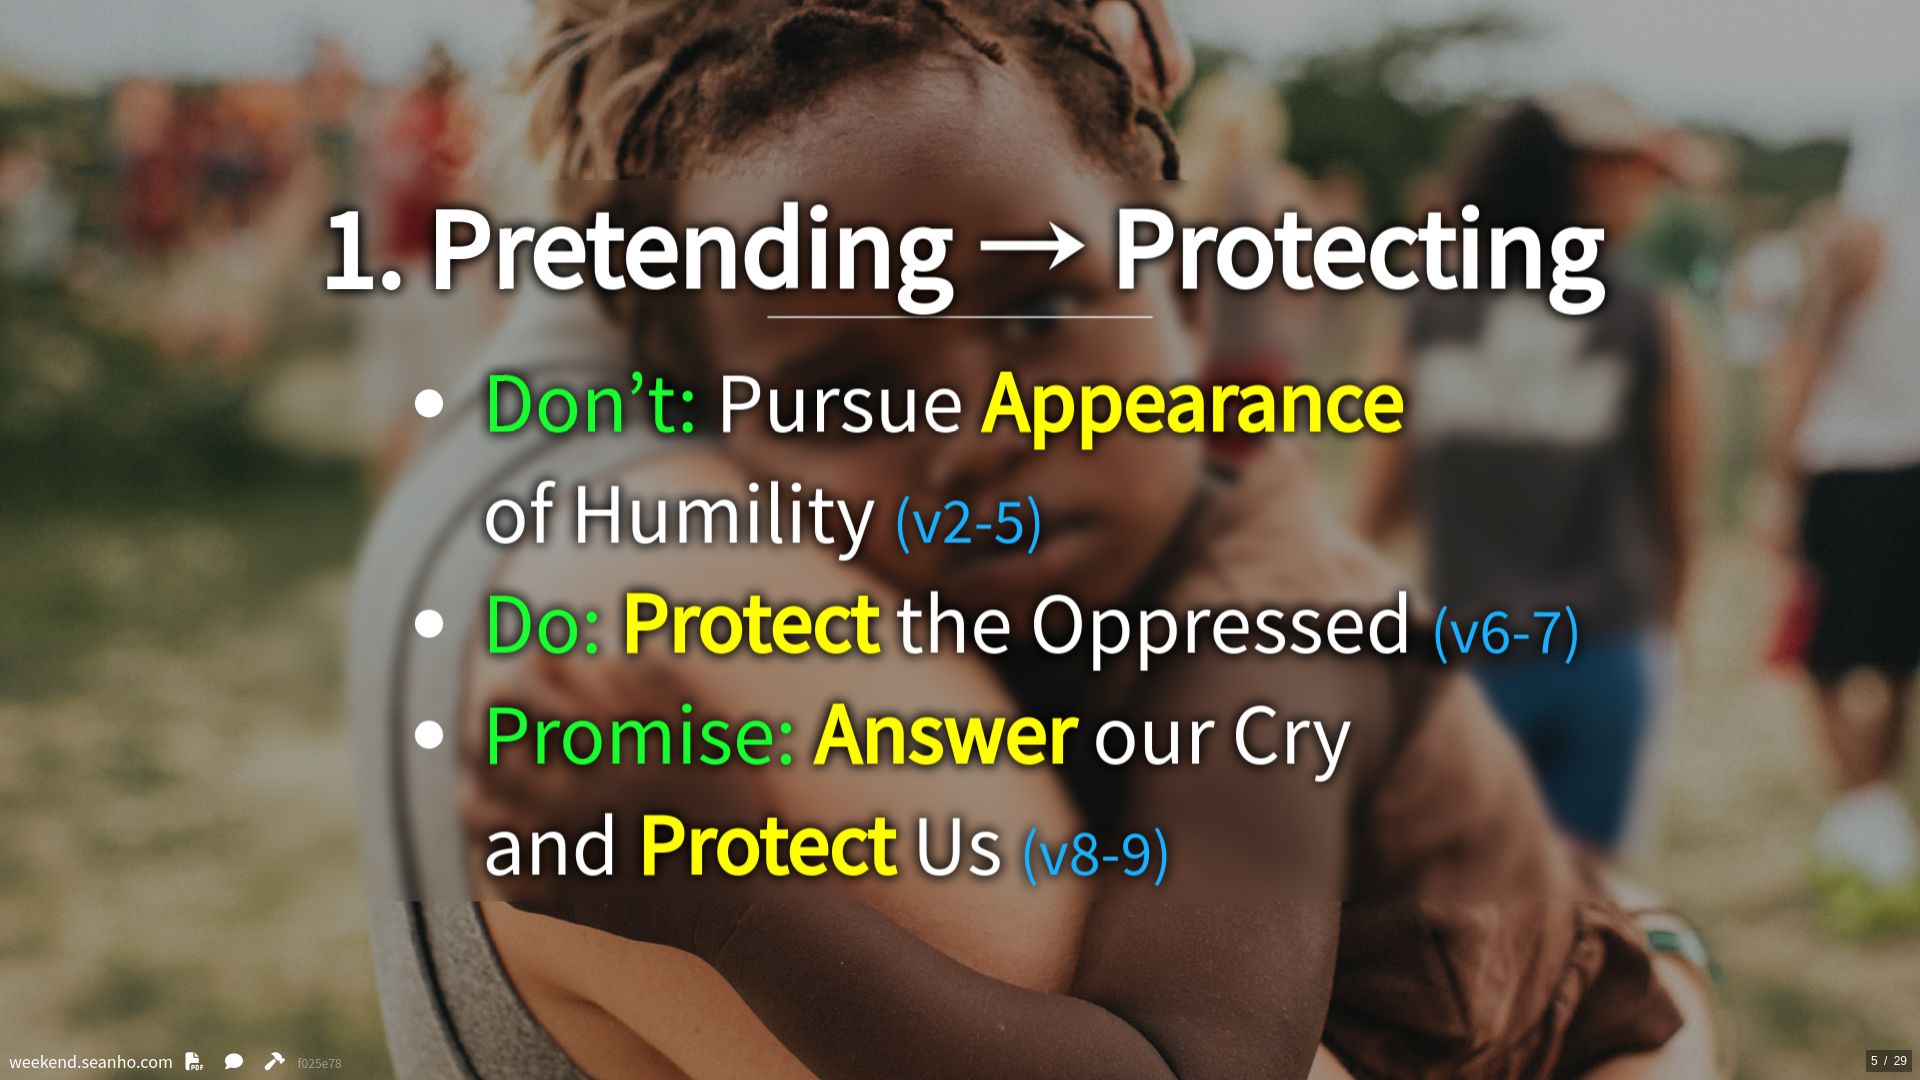 1. Pretending → Protecting
• Don’t: Pursue Appearance
of Humility (v2-5)
• Do: Protect the Oppressed (v6-7)
• Promise: Answer our Cry
and Protect Us (v8-9)
weekend.seanho.com PDF f025e78
5 / 29